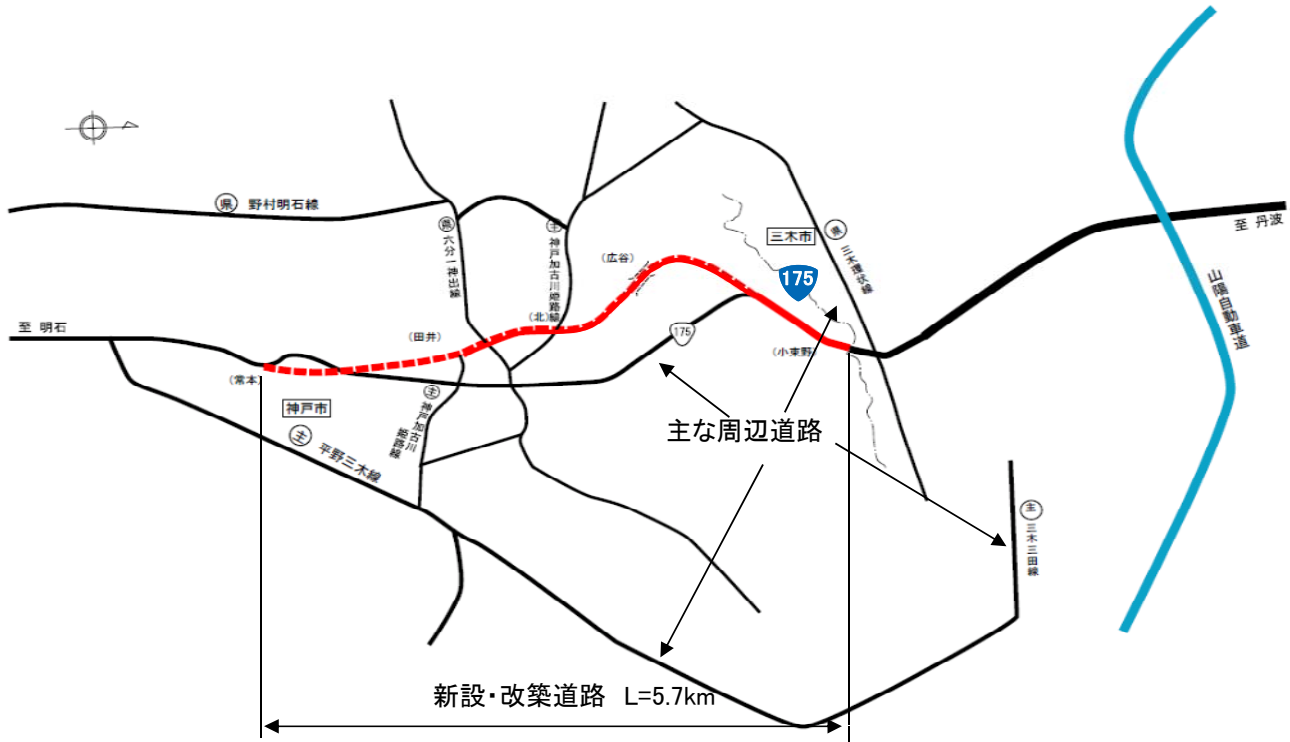 県 野村明石線
県 六分一神出線
主 神戸加古川姫路線
(広谷)
三木市
県
三木環状線
175
至 丹波
山陽自動車道
至 明石
(田井)
(北)
175
(小束野)
(常本)
神戸市
主 神戸加古川
姫路線
主 平野三木線
主な周辺道路
主 三木三田線
新設・改築道路 L=5.7km